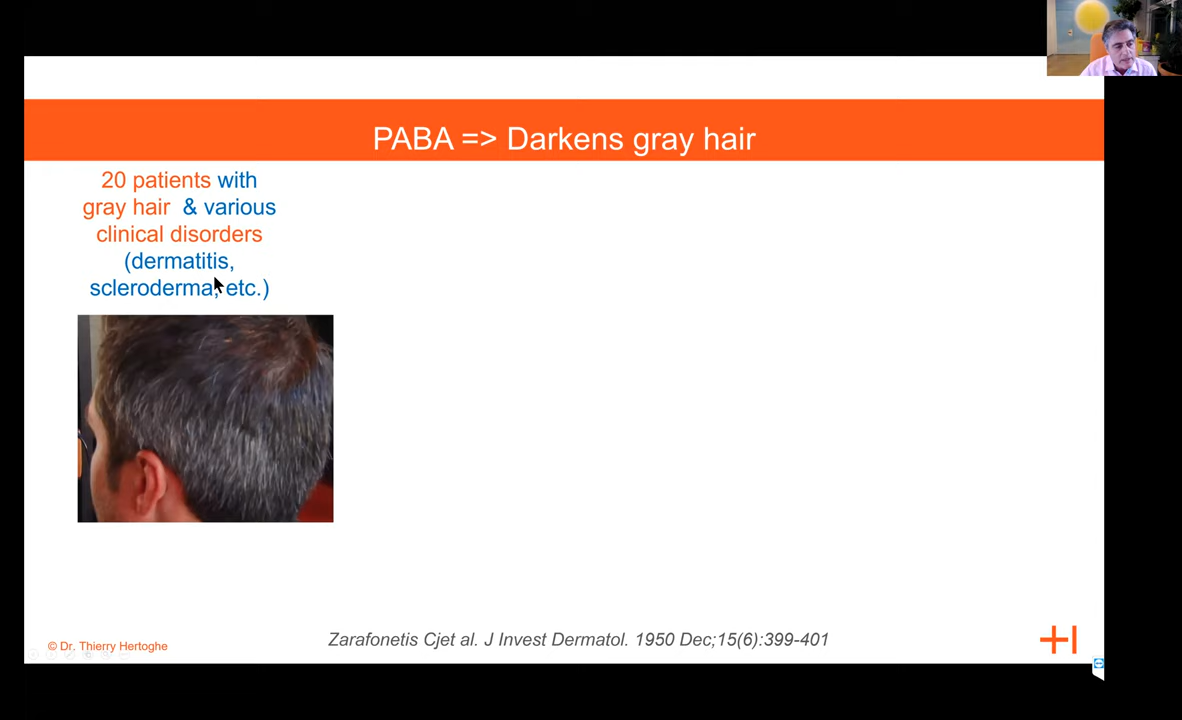 PABA => Darkens gray hair
20 patients with
gray hair & various
clinical disorders
(dermatitis,
scleroderma, etc.)
Zarafonetis Cjet al. J Invest Dermatol. 1950 Dec;15(6):399-401
© Dr. Thierry Hertoghe